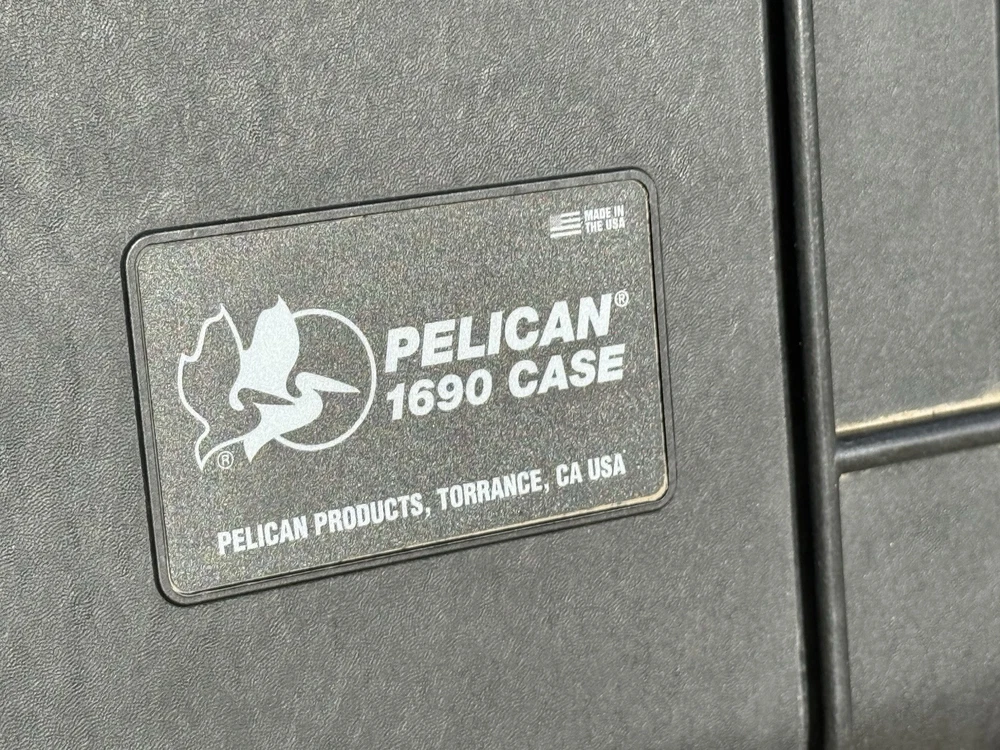 MADE IN
THE USA
PELICAN®
1690 CASE
®
PELICAN PRODUCTS, TORRANCE, CA USA